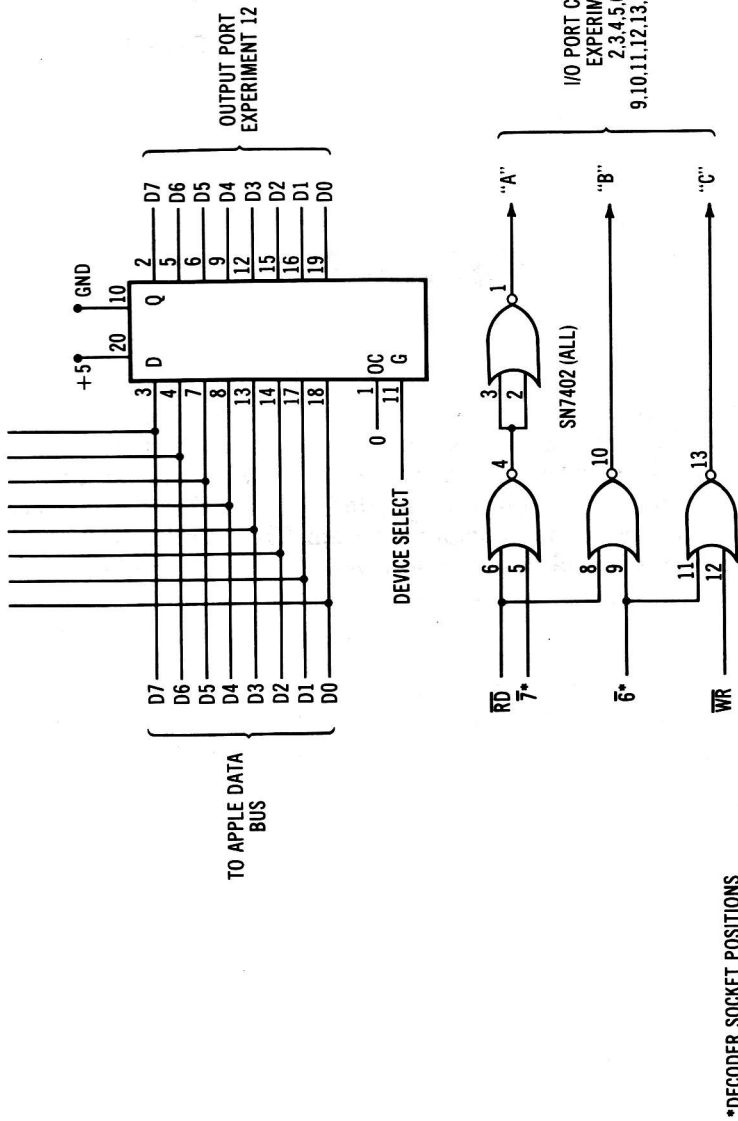 OUTPUT PORT
EXPERIMENT 12
+5
GND
20
10
D
Q
3
4
7
8
13
14
17
18
2
5
6
9
12
15
16
19
D7
D6
D5
D4
D3
D2
D1
D0
0
1
OC
11
G
DEVICE SELECT
D7
D6
D5
D4
D3
D2
D1
D0
TO APPLE DATA
BUS
I/O PORT C
EXPERIM
2,3,4,5,
9,10,11,12,13,
RD
7*
6
5
4
3
2
1
"A"
SN7402 (ALL)
6*
8
9
10
"B"
WR
11
12
13
"C"
*DECODER SOCKET POSITIONS